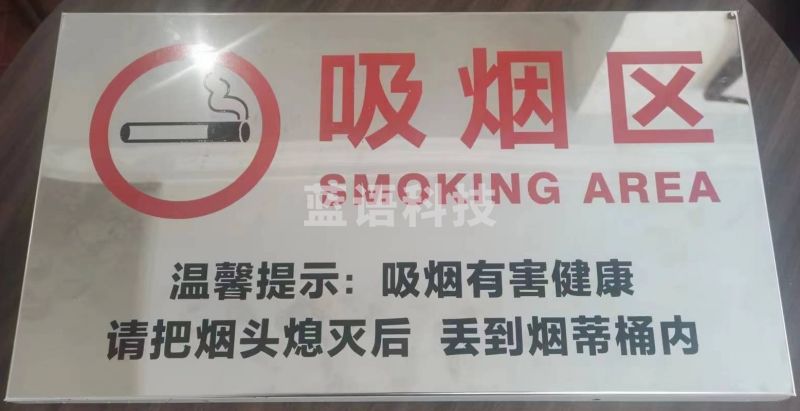 吸烟区
SMOKING AREA
蓝语科技
温馨提示：吸烟有害健康
请把烟头熄灭后 丢到烟蒂桶内